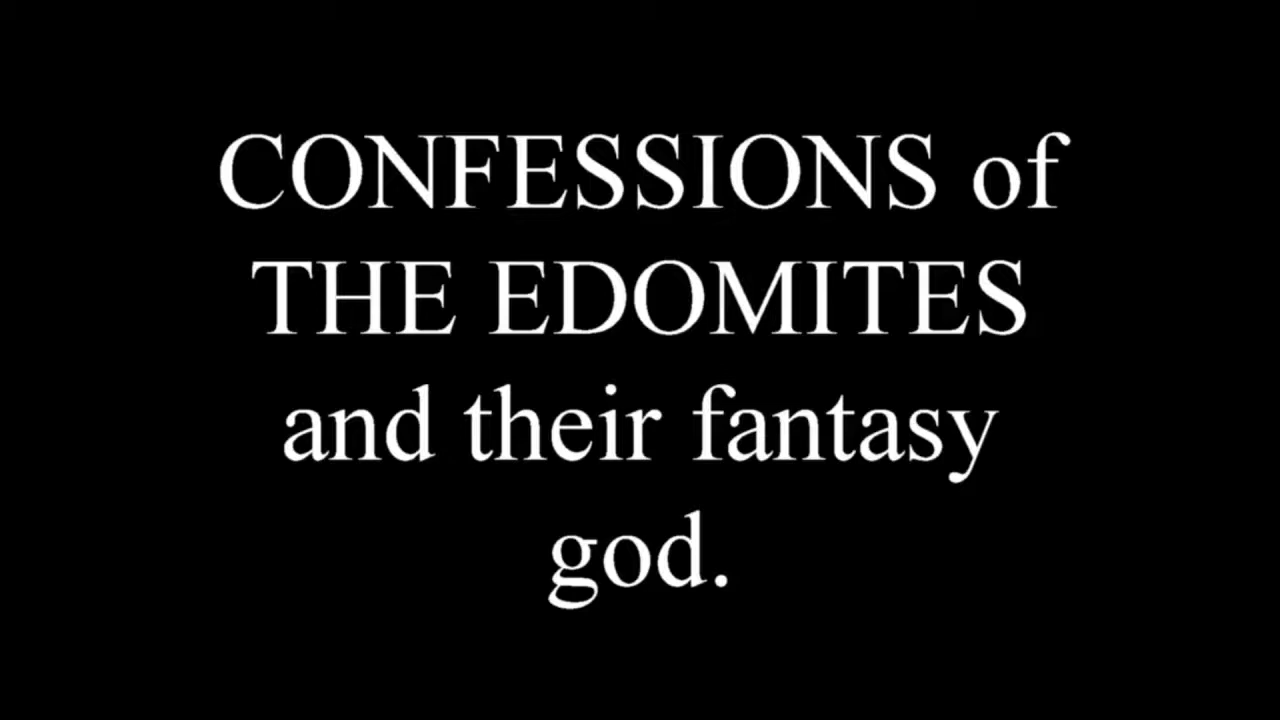 CONFESSIONS of
THE EDOMITES
and their fantasy
god.